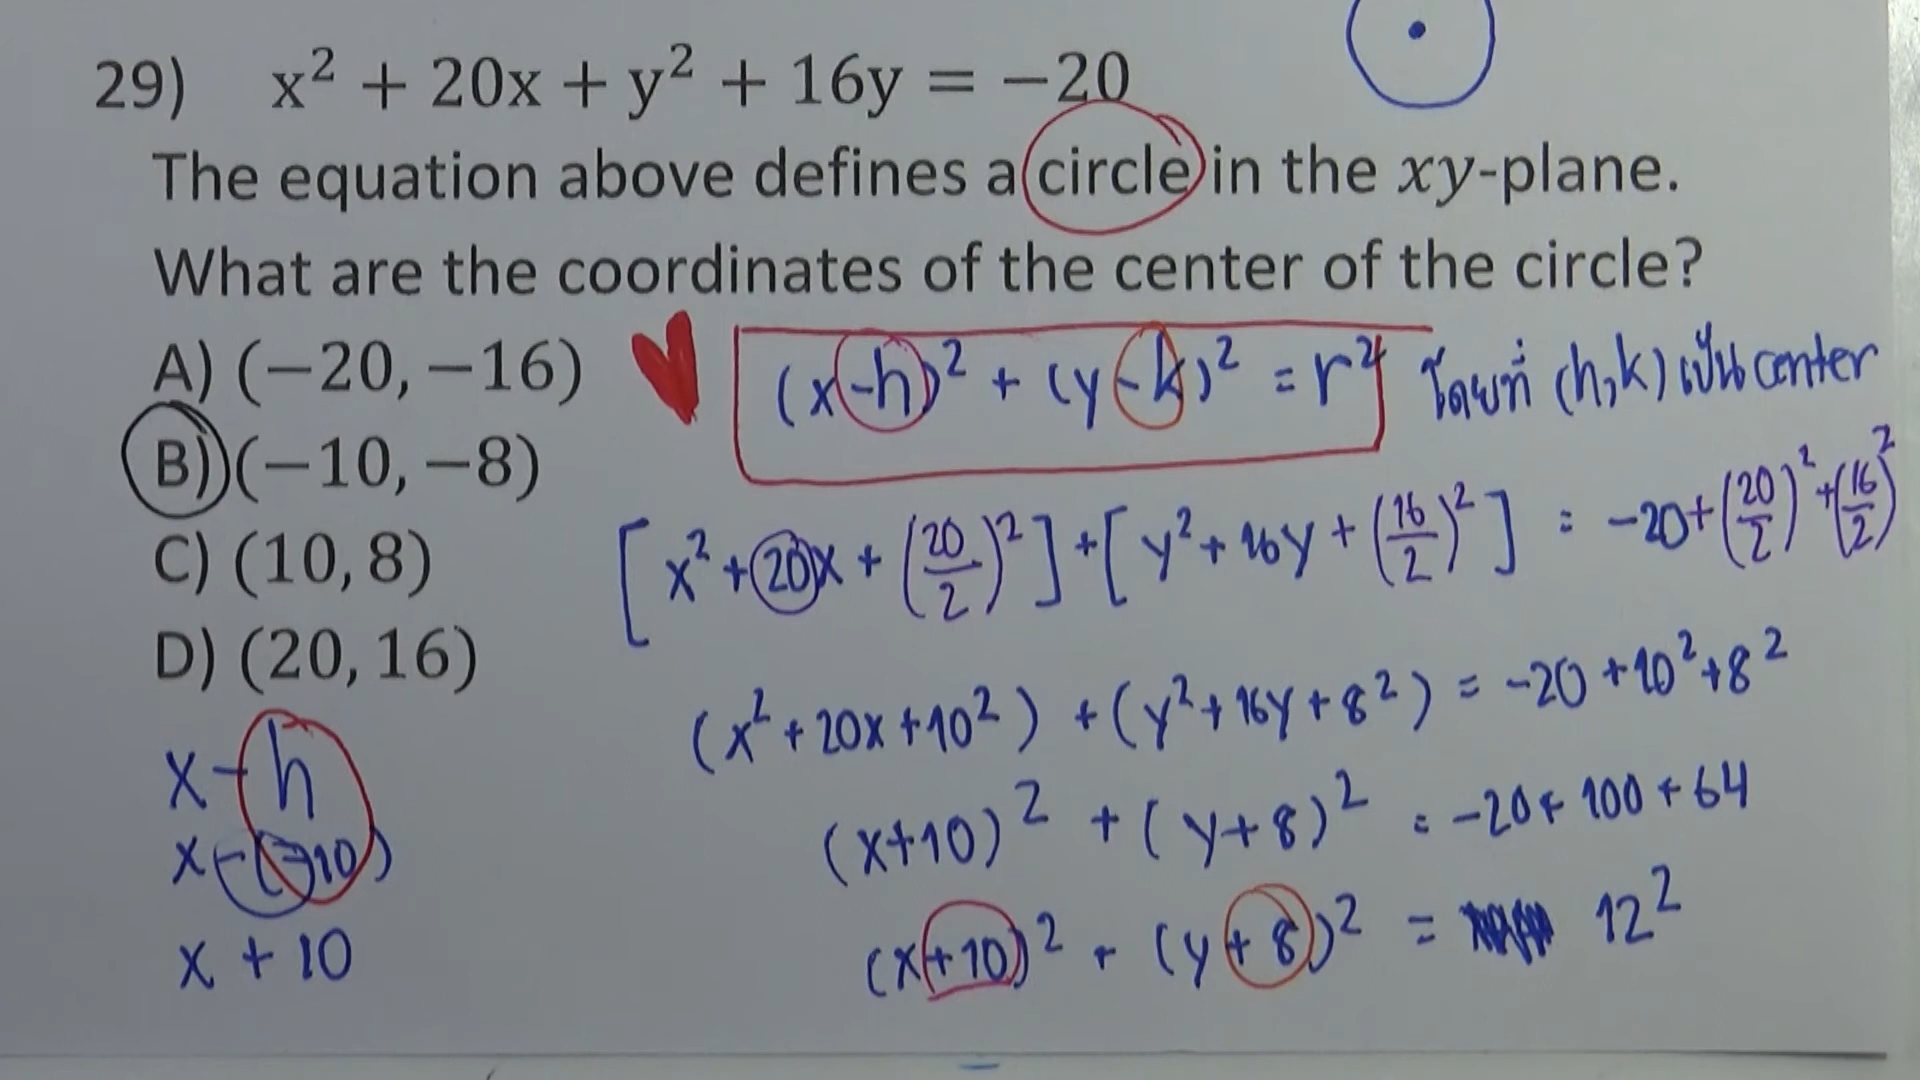 29) x² + 20x + y² + 16y = −20
The equation above defines a circle in the xy-plane.
What are the coordinates of the center of the circle?
A) (−20, −16)
B) (−10, −8)
C) (10, 8)
D) (20, 16)
(x-h)² + (y-k)² = r² โดยที่ (h,k) เป็น center
[x² + 20x + (20/2)²] + [y² + 16y + (16/2)²] = -20 + (20/2)² + (16/2)²
(x² + 20x + 10²) + (y² + 16y + 8²) = -20 + 10² + 8²
(x+10)² + (y+8)² = -20 + 100 + 64
(x+10)² + (y+8)² = 12²
x - h
x - (-10)
x + 10